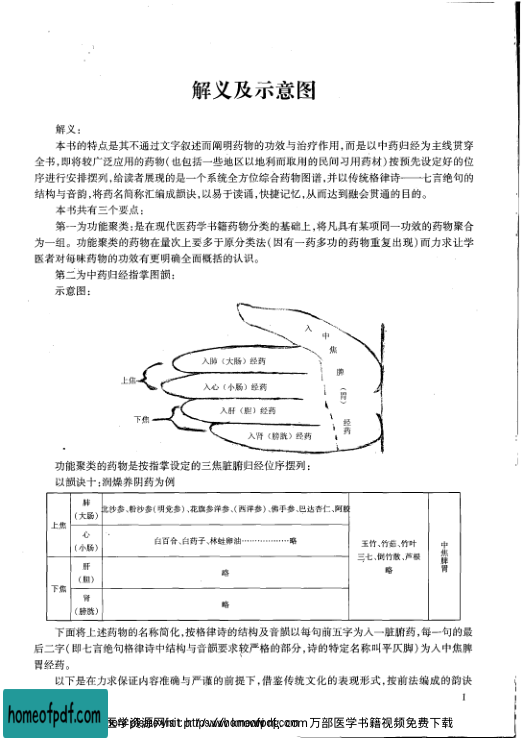 解义及示意图
解义：
本书的特点是其不通过文字叙述而阐明药物的功效与治疗作用,而是以中药归经为主线贯穿
全书,即将较广泛应用的药物(也包括一些地区以地利而取用的民间习用药材)按预先设定好的位
序进行安排摆列,给读者展现的是一个系统全方位综合药物图谱,并以传统格律诗——七言绝句的
结构与音韵,将药名简称汇编成韻诀,以易于读诵,快捷记忆,从而达到融会贯通的目的。
本书共有三个要点：
第一为功能聚类：是在现代医药学书籍药物分类的基础上,将凡具有某项同一功效的药物聚合
为一组。功能聚类的药物在量次上要多于原分类法(因有一药多功的药物重复出现)而力求让学
医者对每味药物的功效有更明确全面概括的认识。
第二为中药归经指掌图韻：
示意图：
入中焦脾(胃)经药
入肺(大肠)经药
上焦
入心(小肠)经药
入肝(胆)经药
下焦
入肾(膀胱)经药
功能聚类的药物是按指掌设定的三焦脏腑归经位序摆列：
以韻诀十：润燥养阴药为例
上焦
肺
(大肠)
北沙参、粉沙参(明党参)、花旗参洋参、(西洋参)、佛手参、巴达杏仁、阿胶
心
(小肠)
白百合、白药子、林蛙卵油………………略
下焦
肝
(胆)
略
肾
(膀胱)
略
玉竹、竹茹、竹叶
三七、倒竹散、芦根
略
中焦脾胃
下面将上述药物的名称简化,按格律诗的结构及音韻以每句前五字为入一脏腑药,每一句的最
后二字(即七言绝句格律诗中结构与音韻要求较严格的部分,诗的特定名称叫平仄脚)为入中焦脾
胃经药。
以下是在力求保证内容准确与严谨的前提下,借鉴传统文化的表现形式,按前法编成的韵诀
1
homeofpdf.com
万部医学书籍视频免费下载